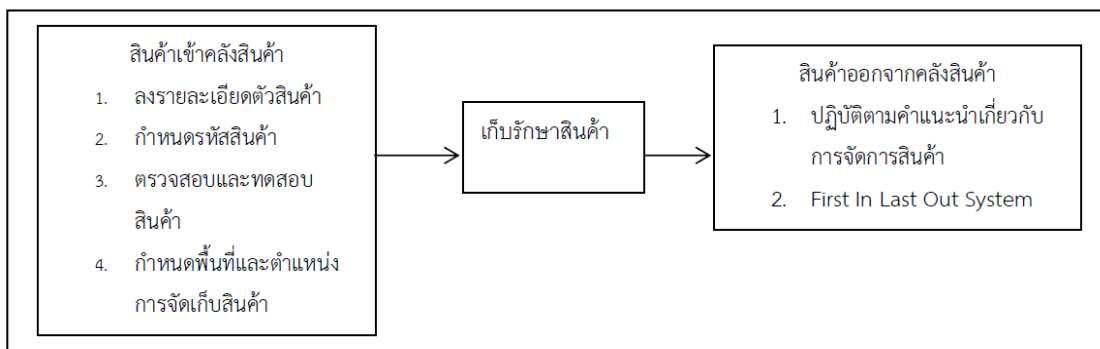 สินค้าเข้าคลังสินค้า
1. ลงรายละเอียดตัวสินค้า
2. กำหนดรหัสสินค้า
3. ตรวจสอบและทดสอบ
สินค้า
4. กำหนดพื้นที่และตำแหน่ง
การจัดเก็บสินค้า
เก็บรักษาสินค้า
สินค้าออกจากคลังสินค้า
1. ปฏิบัติตามคำแนะนำเกี่ยวกับ
การจัดการสินค้า
2. First In Last Out System